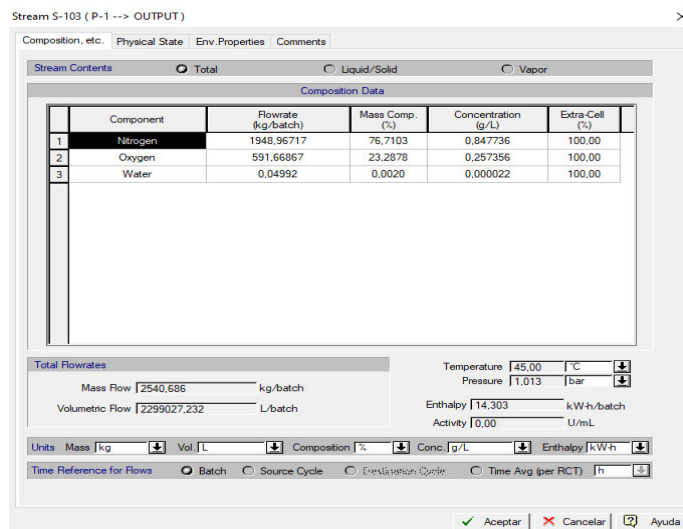 Stream S-103 ( P-1 --> OUTPUT )
Composition, etc. Physical State Env.Properties Comments
Stream Contents Total Liquid/Solid Vapor
Composition Data
Component Flowrate (kg/batch) Mass Comp. (%) Concentration (g/L) Extra-Cell (%)
1 Nitrogen 1948,96717 76,7103 0,847736 100,00
2 Oxygen 591,66867 23,2878 0,257356 100,00
3 Water 0,04992 0,0020 0,000022 100,00
Total Flowrates
Temperature 45,00 °C
Pressure 1,013 bar
Mass Flow 2540,686 kg/batch
Volumetric Flow 2299027,232 L/batch
Enthalpy 14,303 kW-h/batch
Activity 0,00 U/mL
Units Mass kg Vol. L Composition % Conc. g/L Enthalpy kW-h
Time Reference for Flows Batch Source Cycle Destination Cycle Time Avg (per RCT) h
Aceptar Cancelar Ayuda